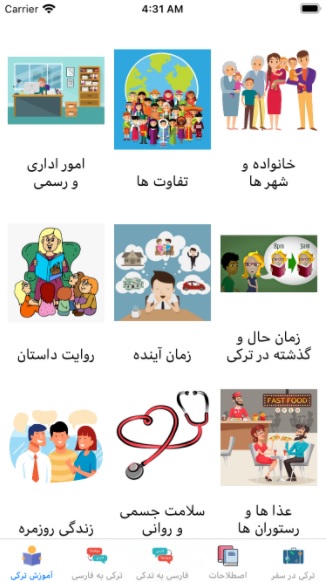 Carrier
4:31 AM
خانواده و
شهر ها
تفاوت ها
امور اداری
و رسمی
زمان حال و
گذشته در ترکی
زمان آینده
روایت داستان
FAST FOOD
OPEN
عذا ها و
رستوران ها
سلامت جسمی
و روانی
زندگی روزمره
ترکی در سفر
اصطلاحات
فارسی به تدکی
ترکی به فارسی
آموزش ترکی